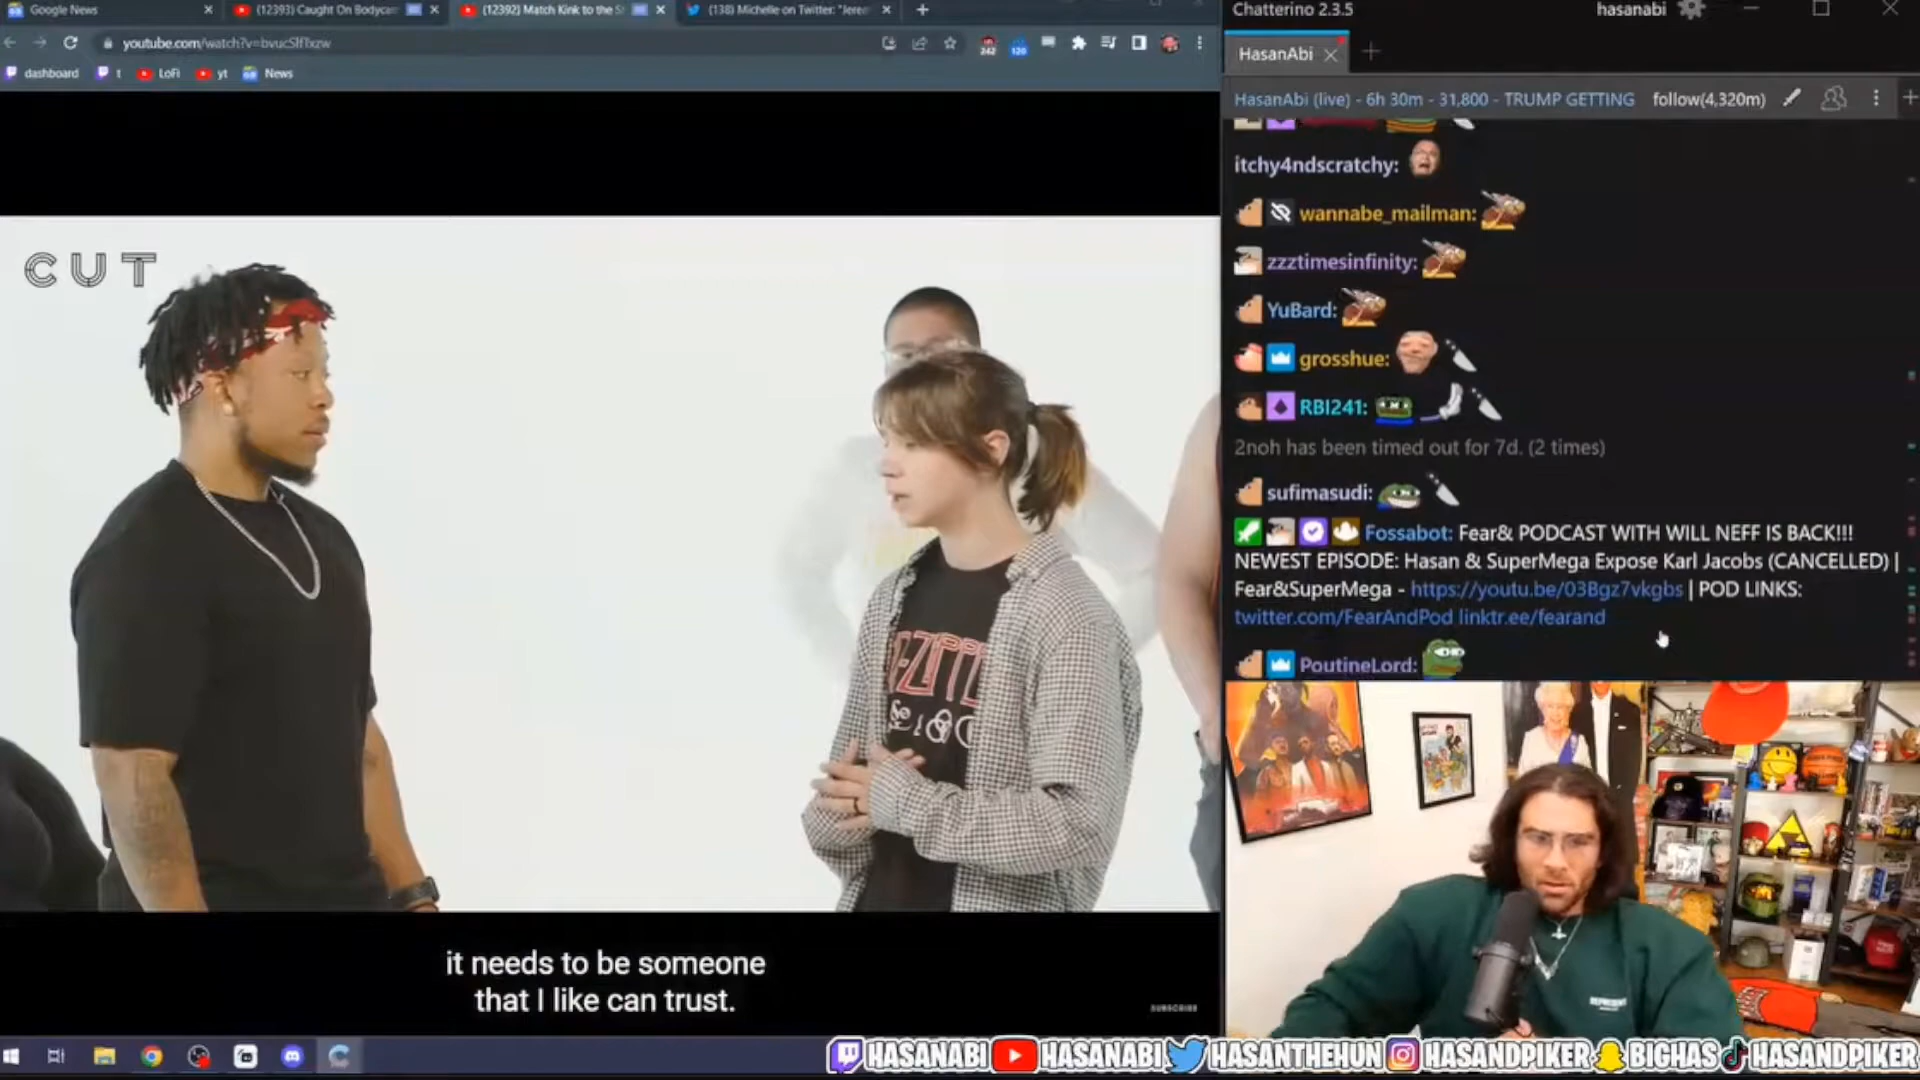 Google News
(12393) Caught On Bodycam
(12392) Match Kink to the St
(138) Michelle on Twitter: "Jerem
Chatterino 2.3.5
hasanabi
youtube.com/watch?v=
242
120
dashboard
t
LoFi
yt
News
HasanAbi
HasanAbi (live) - 6h 30m - 31,800 - TRUMP GETTING
follow(4,320m)
itchy4ndscratchy:
wannabe_mailman:
zzztimesinfinity:
YuBard:
grosshue:
RBI241:
2noh has been timed out for 7d. (2 times)
sufimasudi:
Fossabot: Fear& PODCAST WITH WILL NEFF IS BACK!!!
NEWEST EPISODE: Hasan & SuperMega Expose Karl Jacobs (CANCELLED) |
Fear&SuperMega - https://youtu.be/03Bgz7vkgbs | POD LINKS:
twitter.com/FearAndPod linktr.ee/fearand
PoutineLord:
CUT
it needs to be someone
that I like can trust.
SUBSCRIBE
HASANABI
HASANABI
HASANTHEHUN
HASANDPIKER
BIGHAS
HASANDPIKER